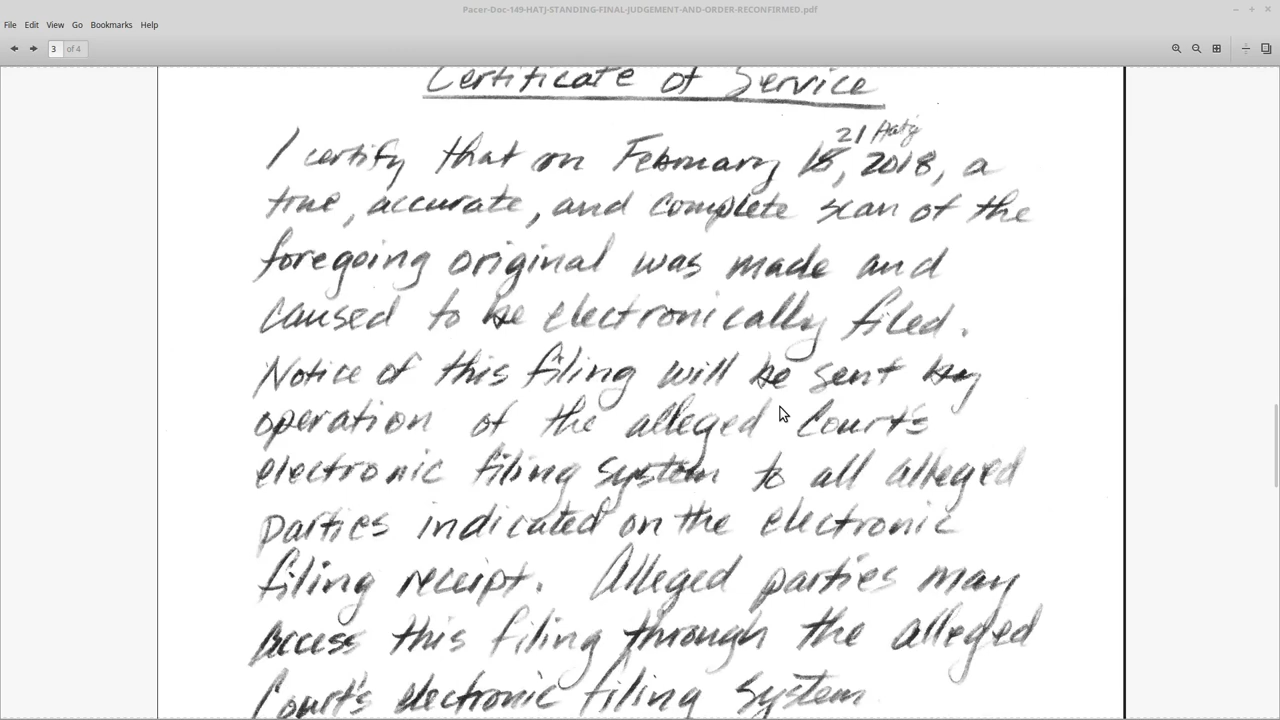 Pacer-Doc-149-HATJ-STANDING-FINAL-JUDGEMENT-AND-ORDER-RECONFIRMED.pdf
File Edit View Go Bookmarks Help
3 of 4
Certificate of Service
21 Hatj
I certify that on February 18, 2018, a
true, accurate, and complete scan of the
foregoing original was made and
caused to be electronically filed.
Notice of this filing will be sent by
operation of the alleged Court's
electronic filing system to all alleged
parties indicated on the electronic
filing receipt. Alleged parties may
access this filing through the alleged
Court's electronic filing system